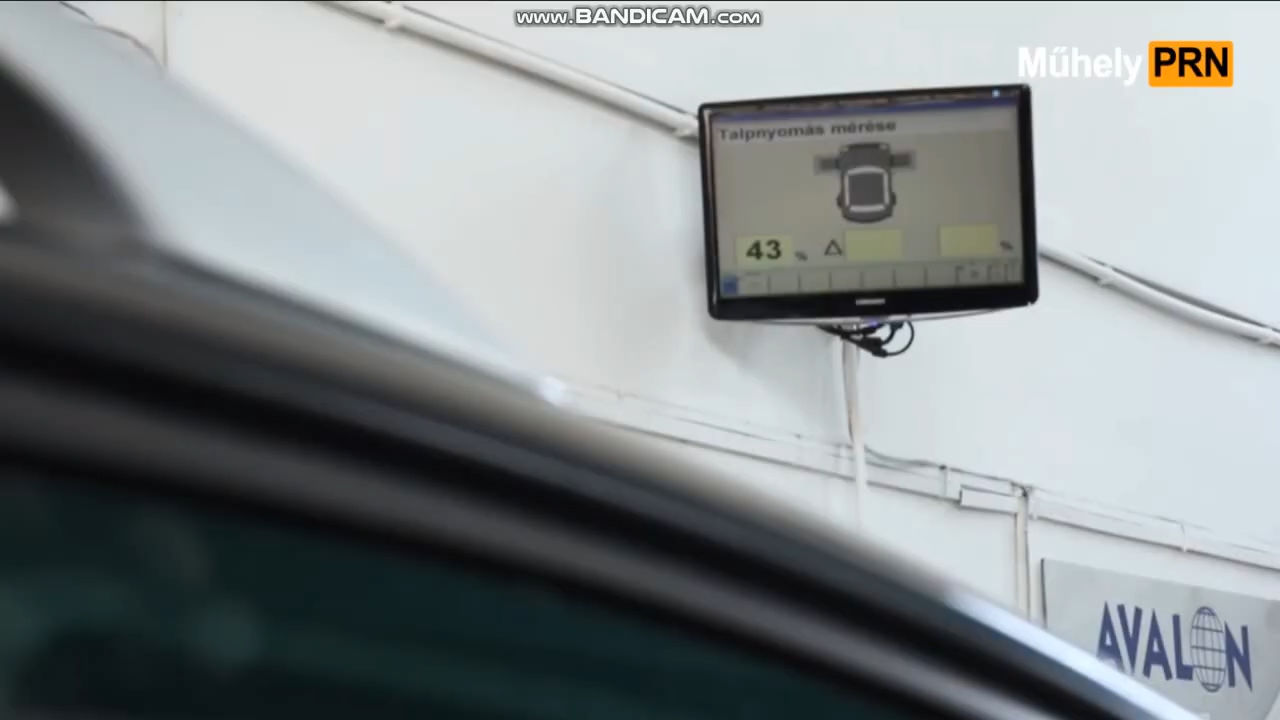 www.BANDICAM.com
Műhely PRN
Talpnyomás mérése
43 % △ %
AVALON